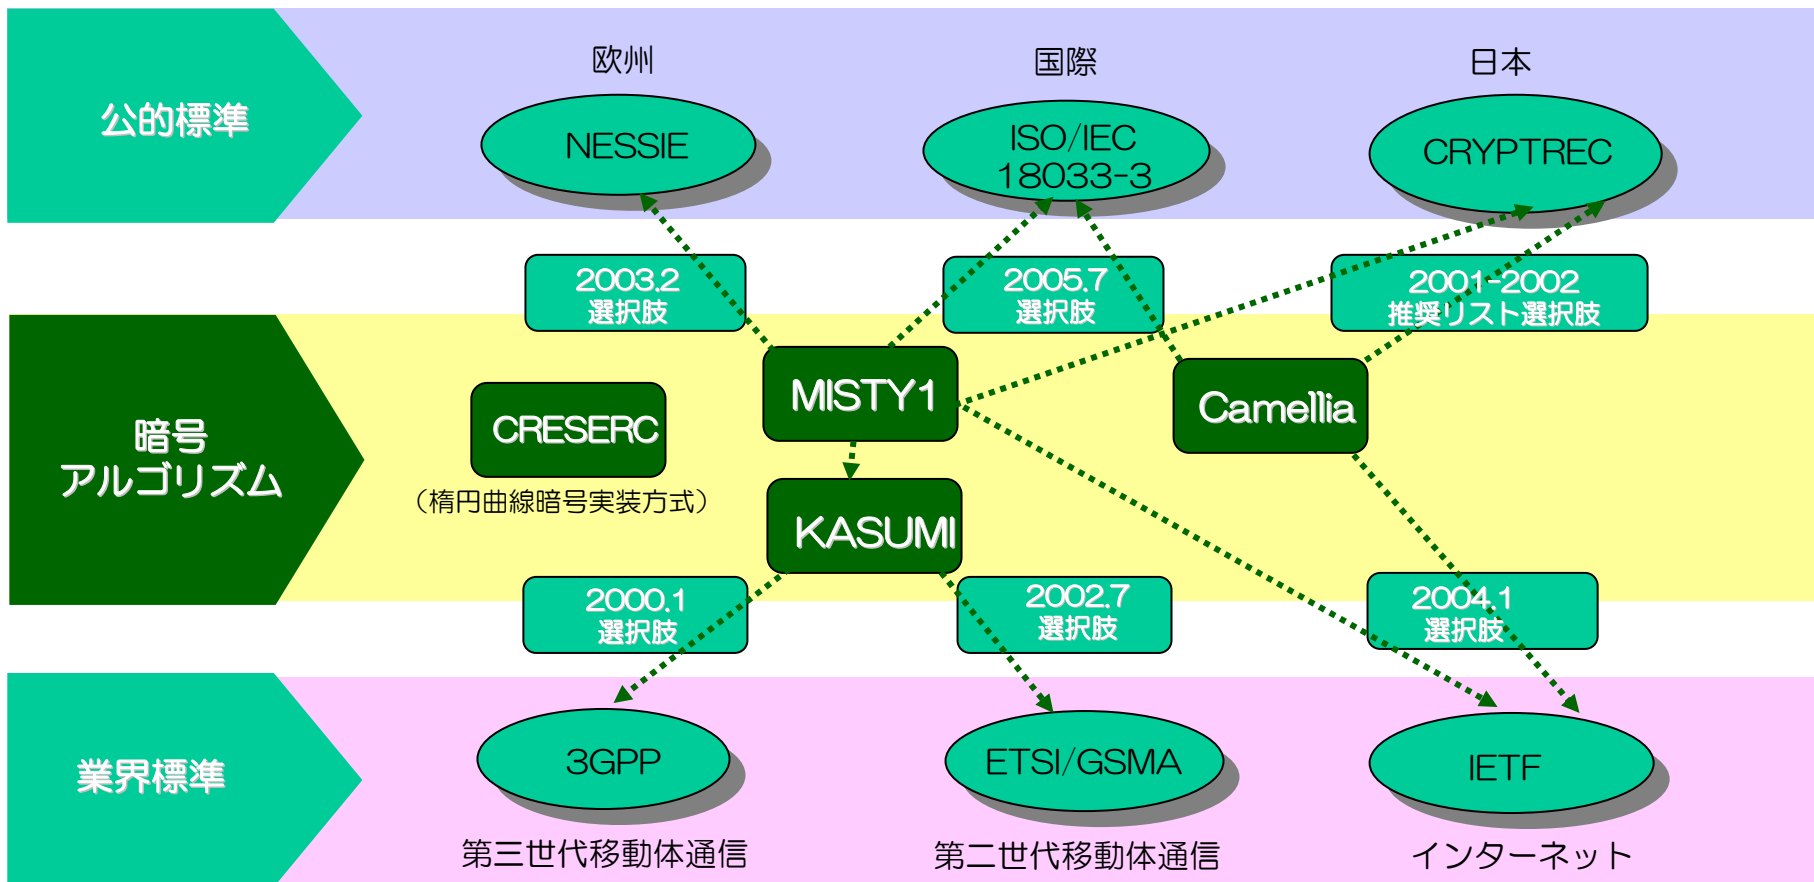 公的標準
欧州
国際
日本
NESSIE
ISO/IEC
18033-3
CRYPTREC
2003.2
選択肢
2005.7
選択肢
2001-2002
推奨リスト選択肢
暗号
アルゴリズム
MISTY1
Camellia
CRESERC
（楕円曲線暗号実装方式）
KASUMI
2000.1
選択肢
2002.7
選択肢
2004.1
選択肢
業界標準
3GPP
ETSI/GSMA
IETF
第三世代移動体通信
第二世代移動体通信
インターネット